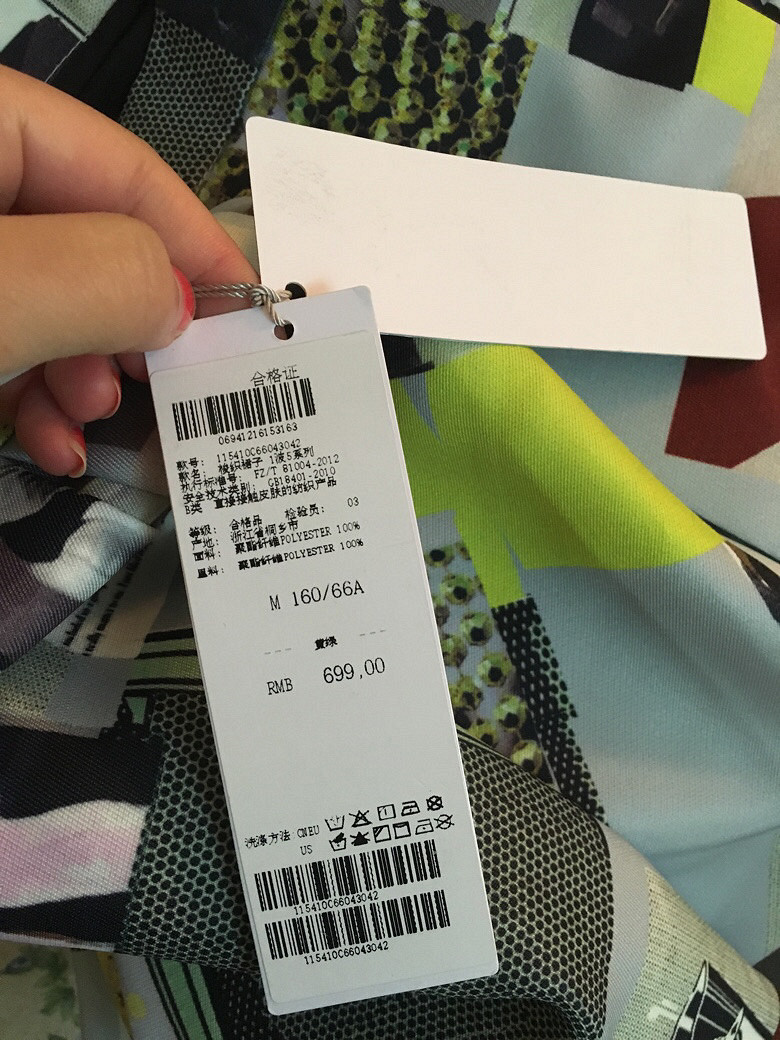 合格证
06941216153163
款号: 115410C66043042
款名: 梭织裙子 1波5系列
执行标准号: FZ/T 81004-2012
安全技术类别: GB18401-2010
B类 直接接触皮肤的纺织产品
等级: 合格品 检验员: 03
产地: 浙江省桐乡市
面料: 聚酯纤维POLYESTER 100%
里料: 聚酯纤维POLYESTER 100%
M 160/66A
--- 黄绿 ---
RMB 699.00
洗涤方法: CNEU
US
115410C66043042
115410C66043042